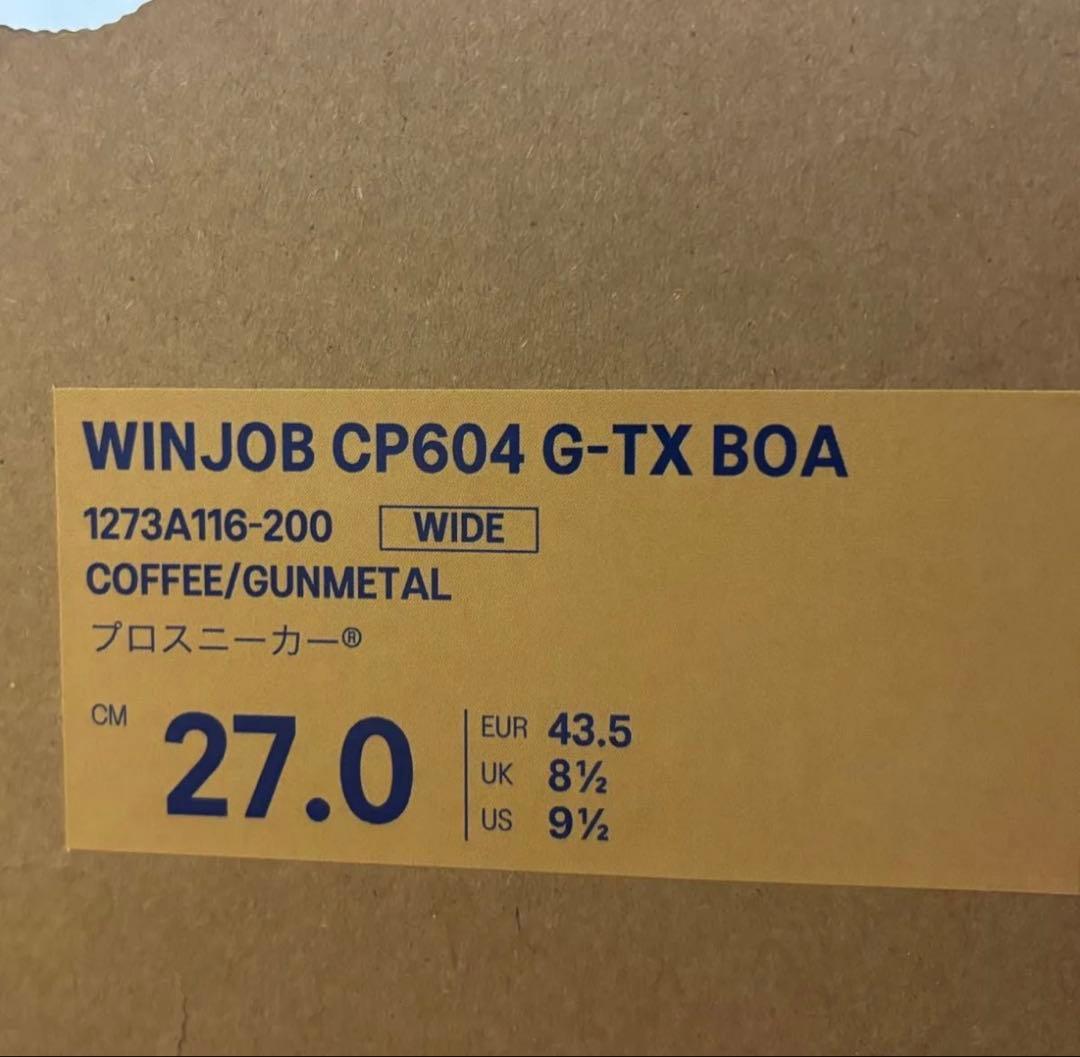 WINJOB CP604 G-TX BOA
1273A116-200 WIDE
COFFEE/GUNMETAL
プロスニーカー®
CM 27.0
EUR 43.5
UK 8½
US 9½